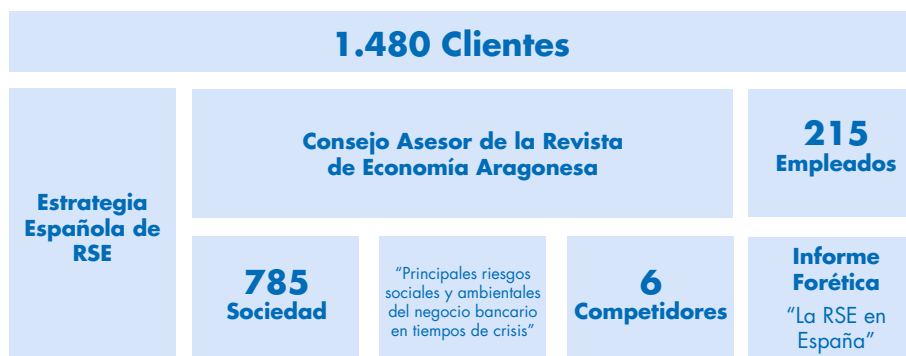 1.480 Clientes
Estrategia
Española de
RSE
Consejo Asesor de la Revista
de Economía Aragonesa
215
Empleados
785
Sociedad
“Principales riesgos
sociales y ambientales
del negocio bancario
en tiempos de crisis”
6
Competidores
Informe
Forética
“La RSE en
España”